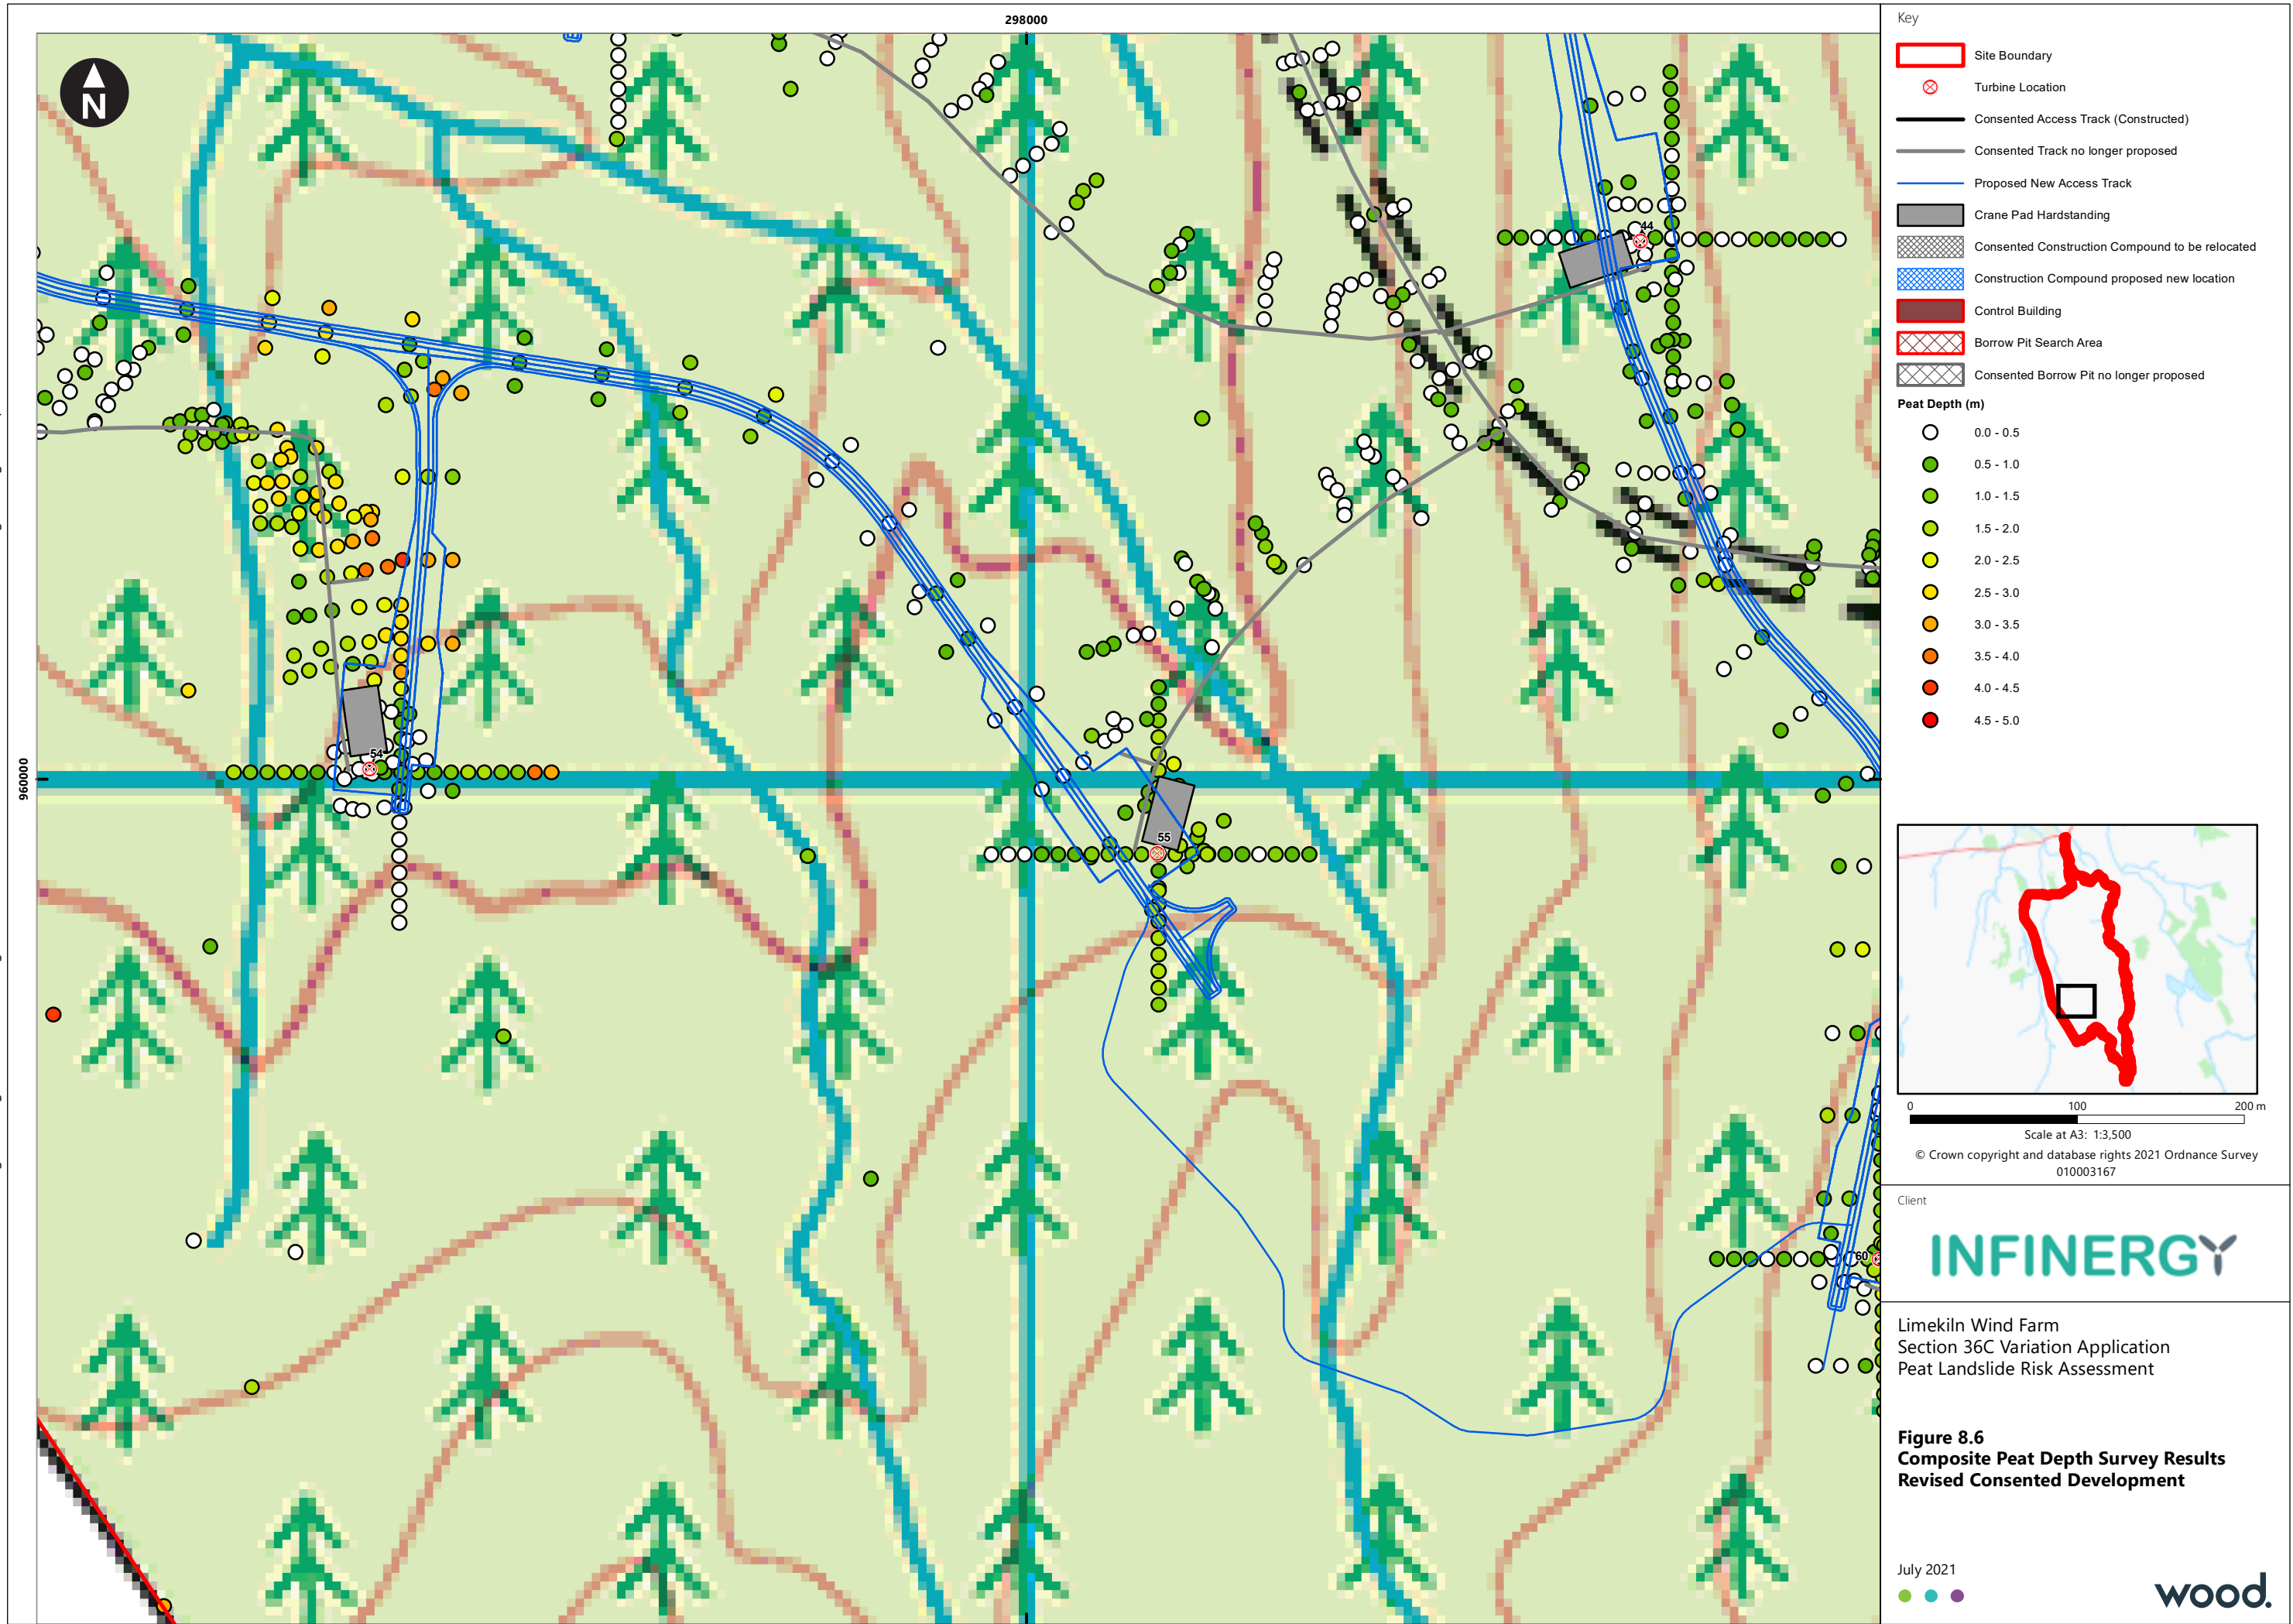 298000
N
44
54
960000
55
60
Key
Site Boundary
Turbine Location
Consented Access Track (Constructed)
Consented Track no longer proposed
Proposed New Access Track
Crane Pad Hardstanding
Consented Construction Compound to be relocated
Construction Compound proposed new location
Control Building
Borrow Pit Search Area
Consented Borrow Pit no longer proposed
Peat Depth (m)
0.0 - 0.5
0.5 - 1.0
1.0 - 1.5
1.5 - 2.0
2.0 - 2.5
2.5 - 3.0
3.0 - 3.5
3.5 - 4.0
4.0 - 4.5
4.5 - 5.0
0 100 200 m
Scale at A3: 1:3,500
© Crown copyright and database rights 2021 Ordnance Survey
010003167
Client
INFINERGY
Limekiln Wind Farm
Section 36C Variation Application
Peat Landslide Risk Assessment
Figure 8.6
Composite Peat Depth Survey Results
Revised Consented Development
July 2021
wood.